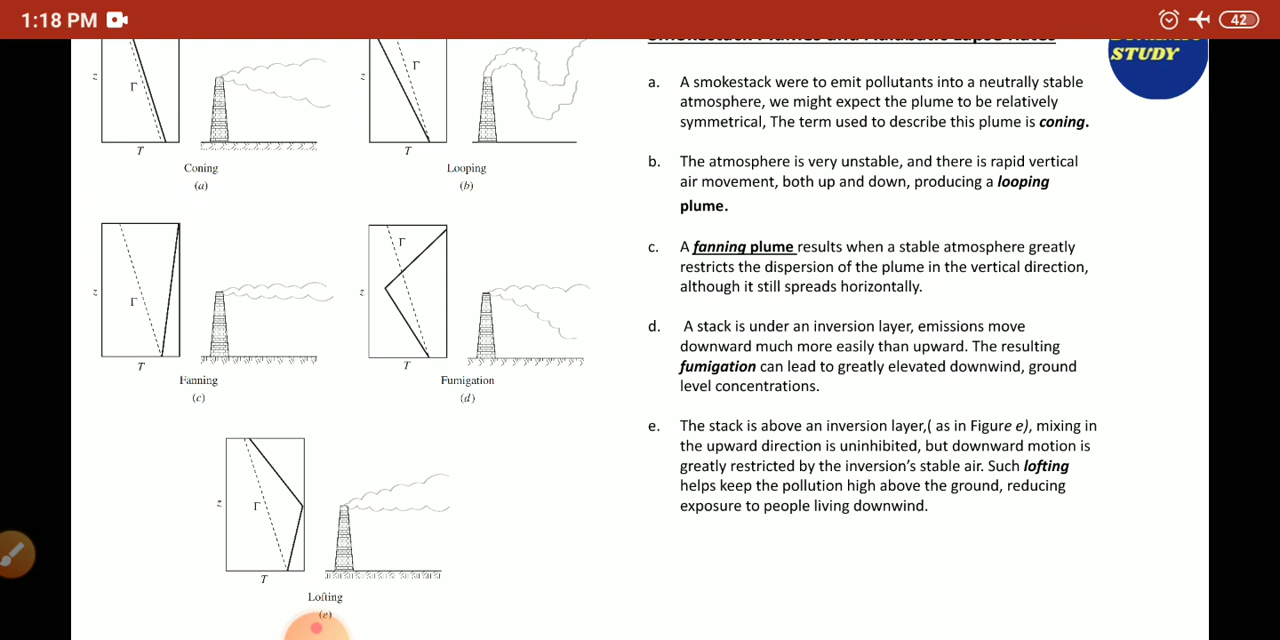 1:18 PM
42
Smokestack Plumes and Adiabatic Lapse Rates
STUDY
z
Γ
T
Coning
(a)
z
Γ
T
Looping
(b)
z
Γ
T
Fanning
(c)
z
Γ
T
Fumigation
(d)
z
Γ
T
Lofting
(e)
a. A smokestack were to emit pollutants into a neutrally stable
atmosphere, we might expect the plume to be relatively
symmetrical, The term used to describe this plume is coning.
b. The atmosphere is very unstable, and there is rapid vertical
air movement, both up and down, producing a looping
plume.
c. A fanning plume results when a stable atmosphere greatly
restricts the dispersion of the plume in the vertical direction,
although it still spreads horizontally.
d. A stack is under an inversion layer, emissions move
downward much more easily than upward. The resulting
fumigation can lead to greatly elevated downwind, ground
level concentrations.
e. The stack is above an inversion layer,( as in Figure e), mixing in
the upward direction is uninhibited, but downward motion is
greatly restricted by the inversion's stable air. Such lofting
helps keep the pollution high above the ground, reducing
exposure to people living downwind.